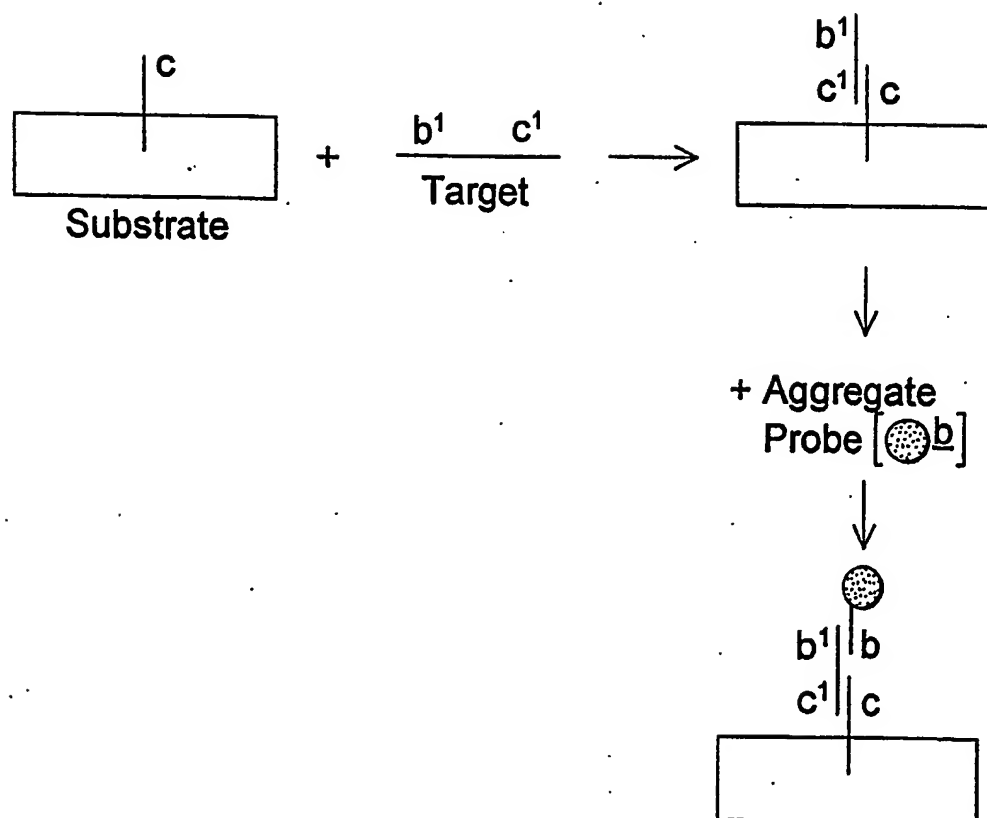 c
Substrate
+
b¹ c¹
Target
b¹
c¹ c
+ Aggregate
Probe [b]
b¹ b
c¹ c